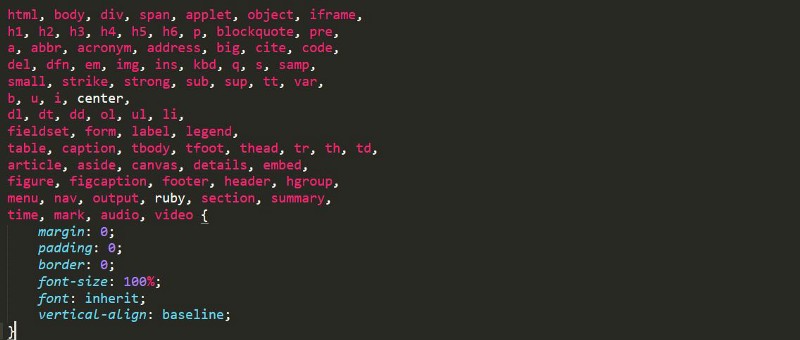 html, body, div, span, applet, object, iframe,
h1, h2, h3, h4, h5, h6, p, blockquote, pre,
a, abbr, acronym, address, big, cite, code,
del, dfn, em, img, ins, kbd, q, s, samp,
small, strike, strong, sub, sup, tt, var,
b, u, i, center,
dl, dt, dd, ol, ul, li,
fieldset, form, label, legend,
table, caption, tbody, tfoot, thead, tr, th, td,
article, aside, canvas, details, embed,
figure, figcaption, footer, header, hgroup,
menu, nav, output, ruby, section, summary,
time, mark, audio, video {
    margin: 0;
    padding: 0;
    border: 0;
    font-size: 100%;
    font: inherit;
    vertical-align: baseline;
}